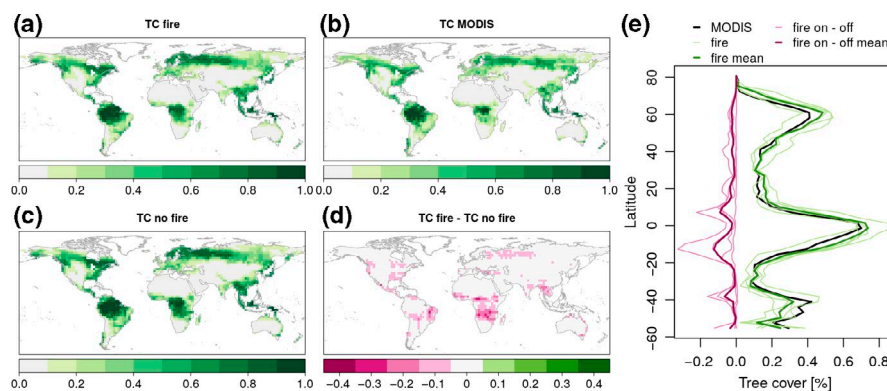 (a) TC fire
0.0 0.2 0.4 0.6 0.8 1.0
(b) TC MODIS
0.0 0.2 0.4 0.6 0.8 1.0
(c) TC no fire
0.0 0.2 0.4 0.6 0.8 1.0
(d) TC fire - TC no fire
−0.4 −0.3 −0.2 −0.1 0 0.1 0.2 0.3 0.4
(e)
MODIS
fire
fire mean
fire on - off
fire on - off mean
Latitude
80
60
40
20
0
−20
−40
−60
−0.2 0.0 0.2 0.4 0.6 0.8
Tree cover [%]